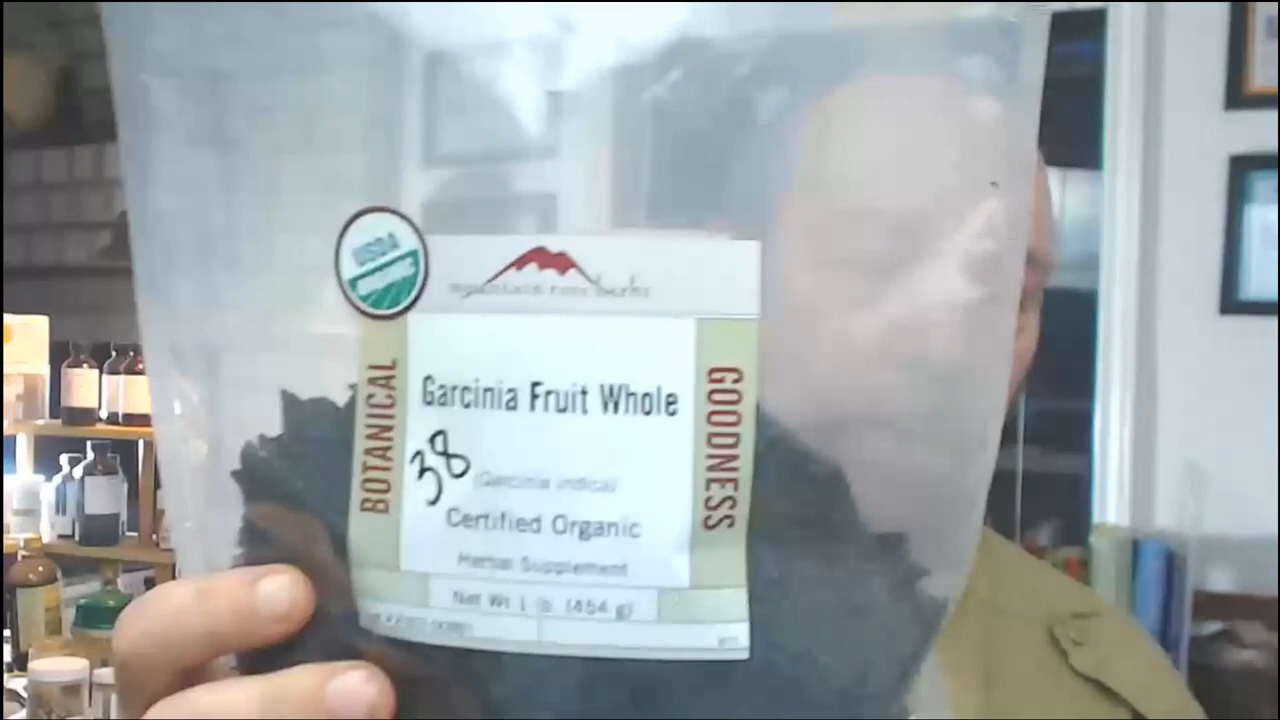 USDA
ORGANIC
mountain rose herbs
BOTANICAL
GOODNESS
Garcinia Fruit Whole
38
(Garcinia indica)
Certified Organic
Herbal Supplement
Net Wt 1 lb. (454 g)